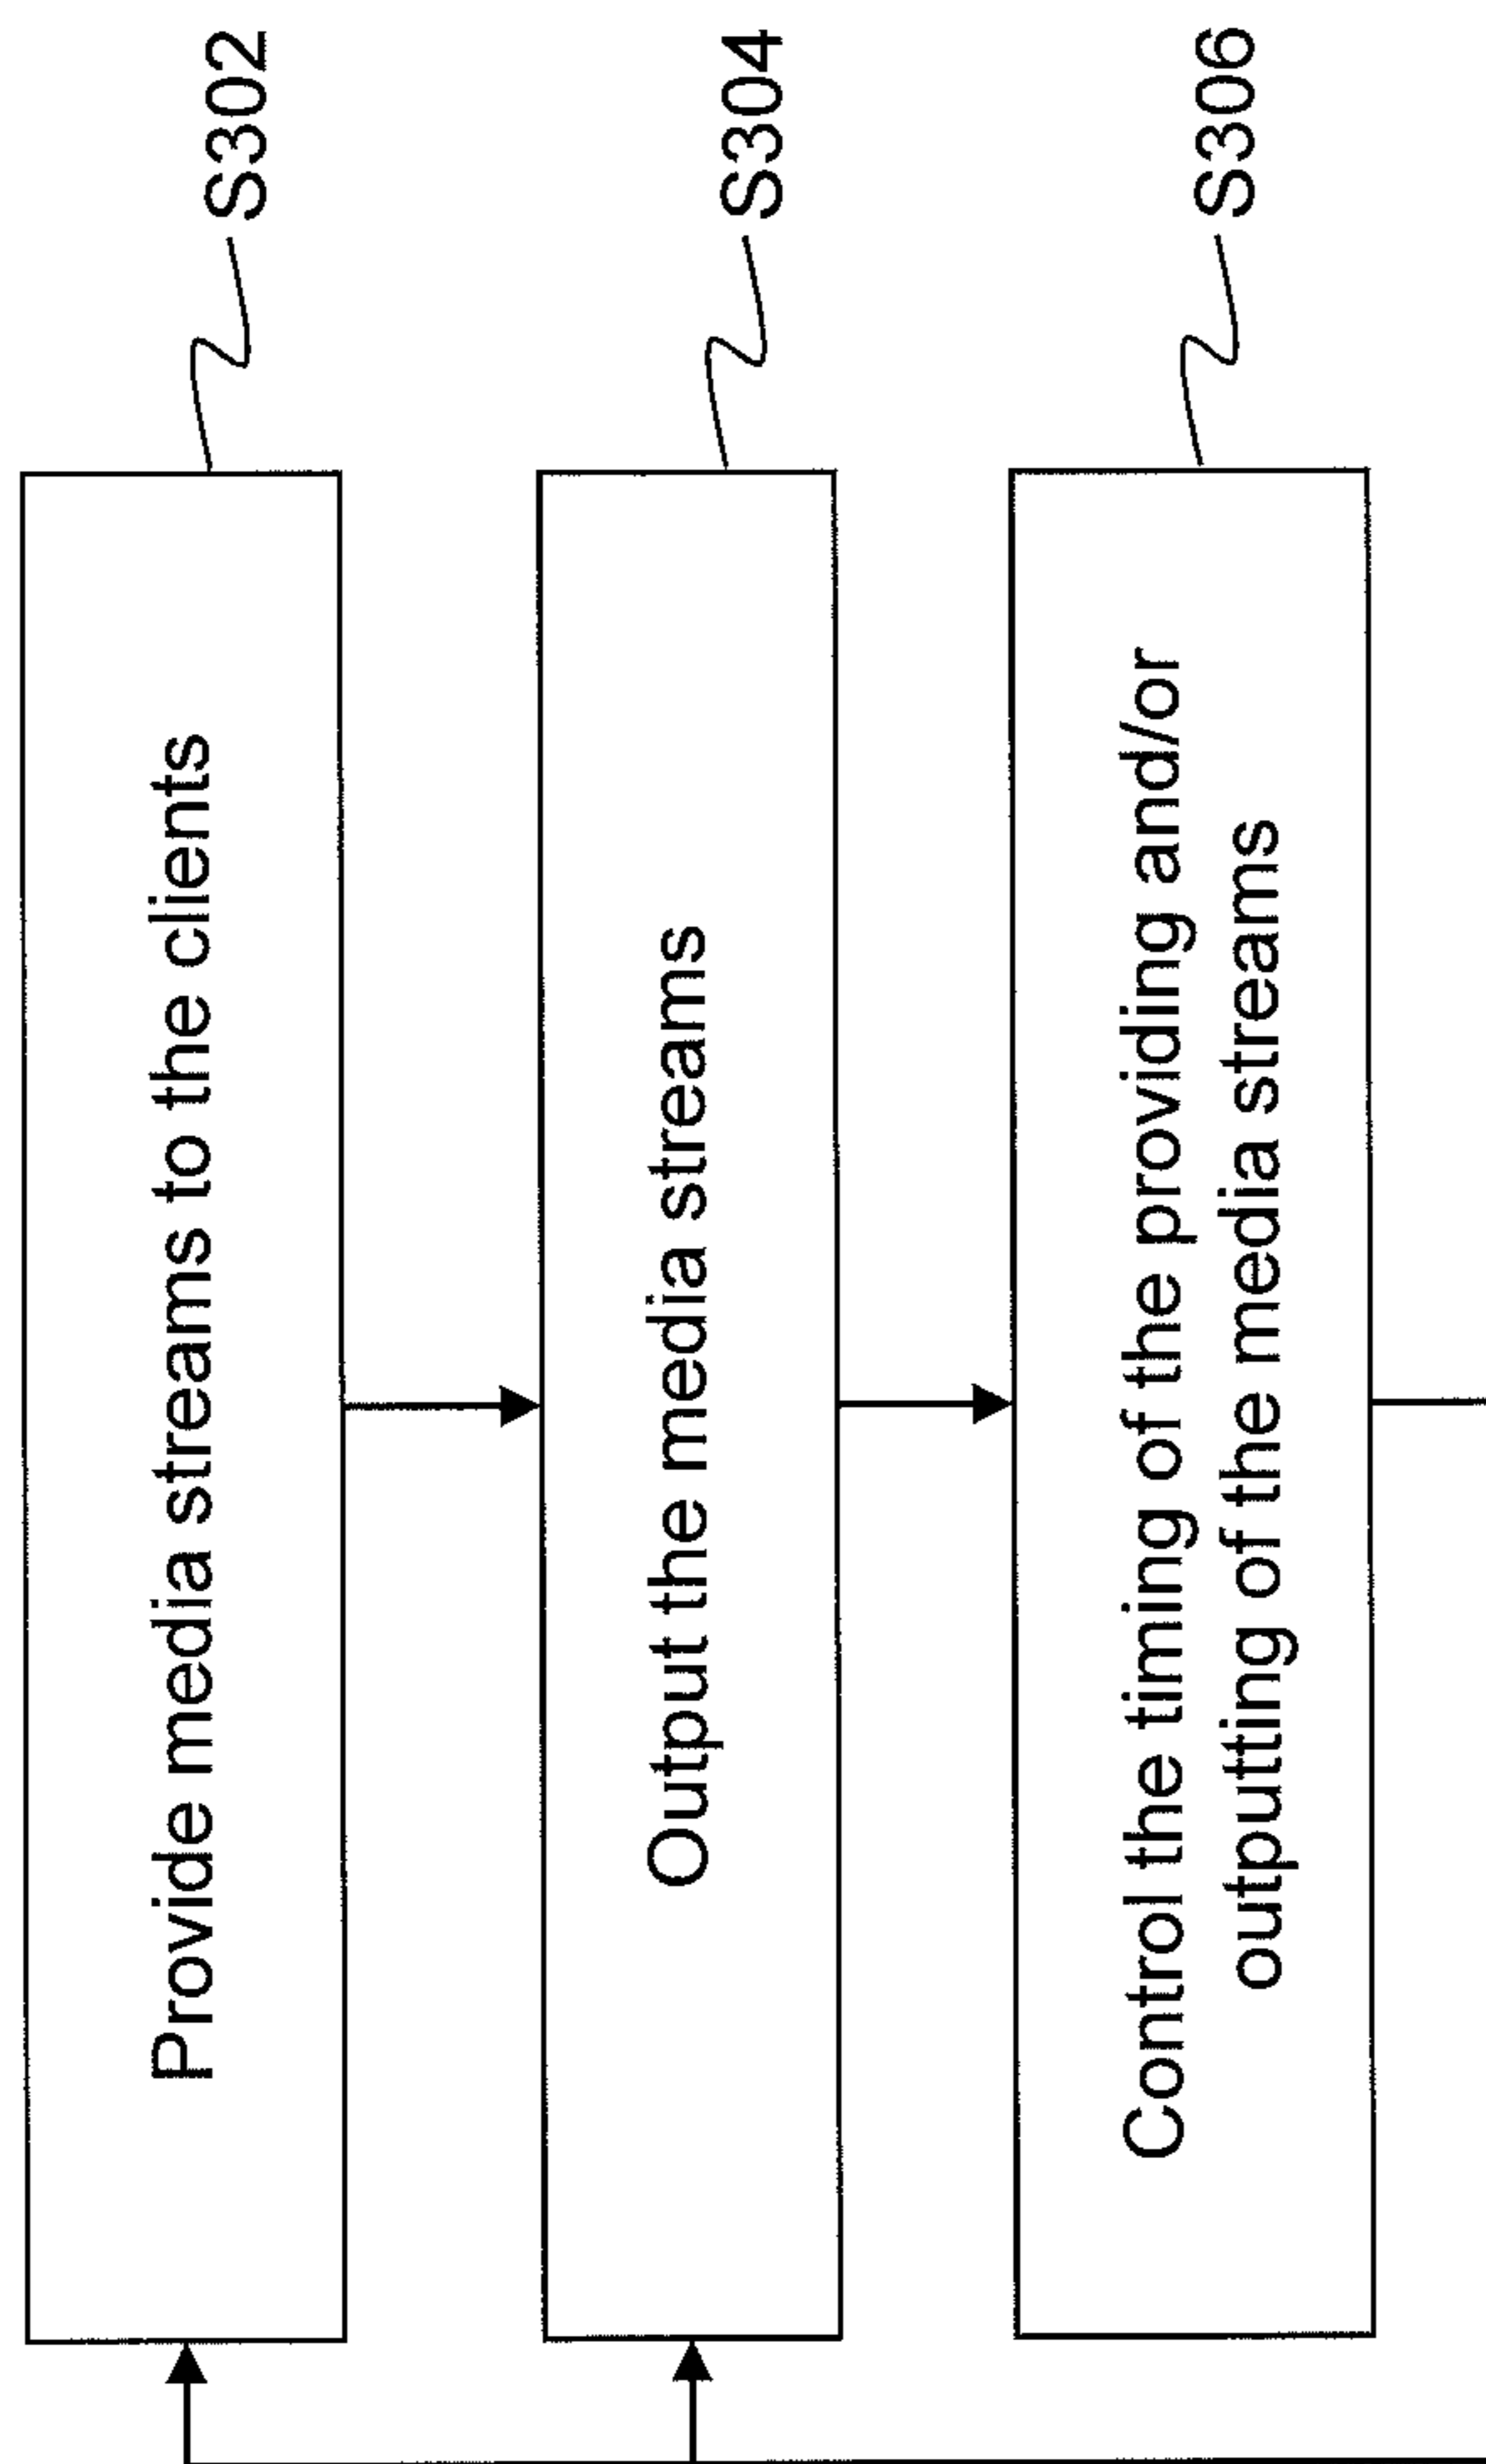 Provide media streams to the clients
S302
Output the media streams
S304
Control the timing of the providing and/or
outputting of the media streams
S306